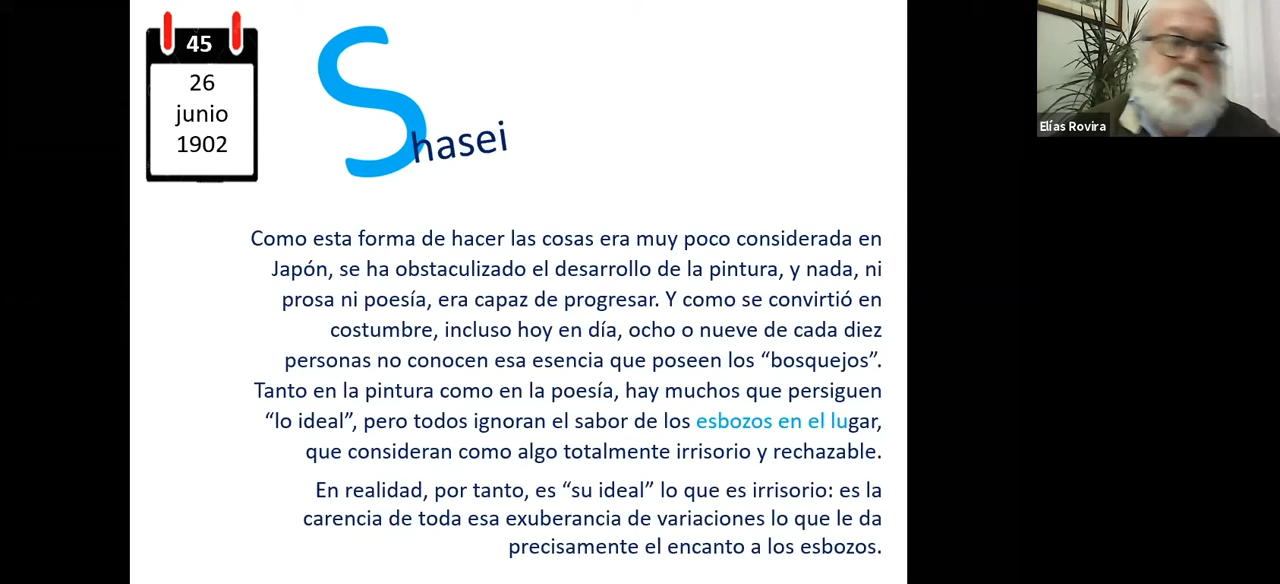 45
26
junio
1902
Shasei
Como esta forma de hacer las cosas era muy poco considerada en
Japón, se ha obstaculizado el desarrollo de la pintura, y nada, ni
prosa ni poesía, era capaz de progresar. Y como se convirtió en
costumbre, incluso hoy en día, ocho o nueve de cada diez
personas no conocen esa esencia que poseen los “bosquejos”.
Tanto en la pintura como en la poesía, hay muchos que persiguen
“lo ideal”, pero todos ignoran el sabor de los esbozos en el lugar,
que consideran como algo totalmente irrisorio y rechazable.
En realidad, por tanto, es “su ideal” lo que es irrisorio: es la
carencia de toda esa exuberancia de variaciones lo que le da
precisamente el encanto a los esbozos.
Elías Rovira